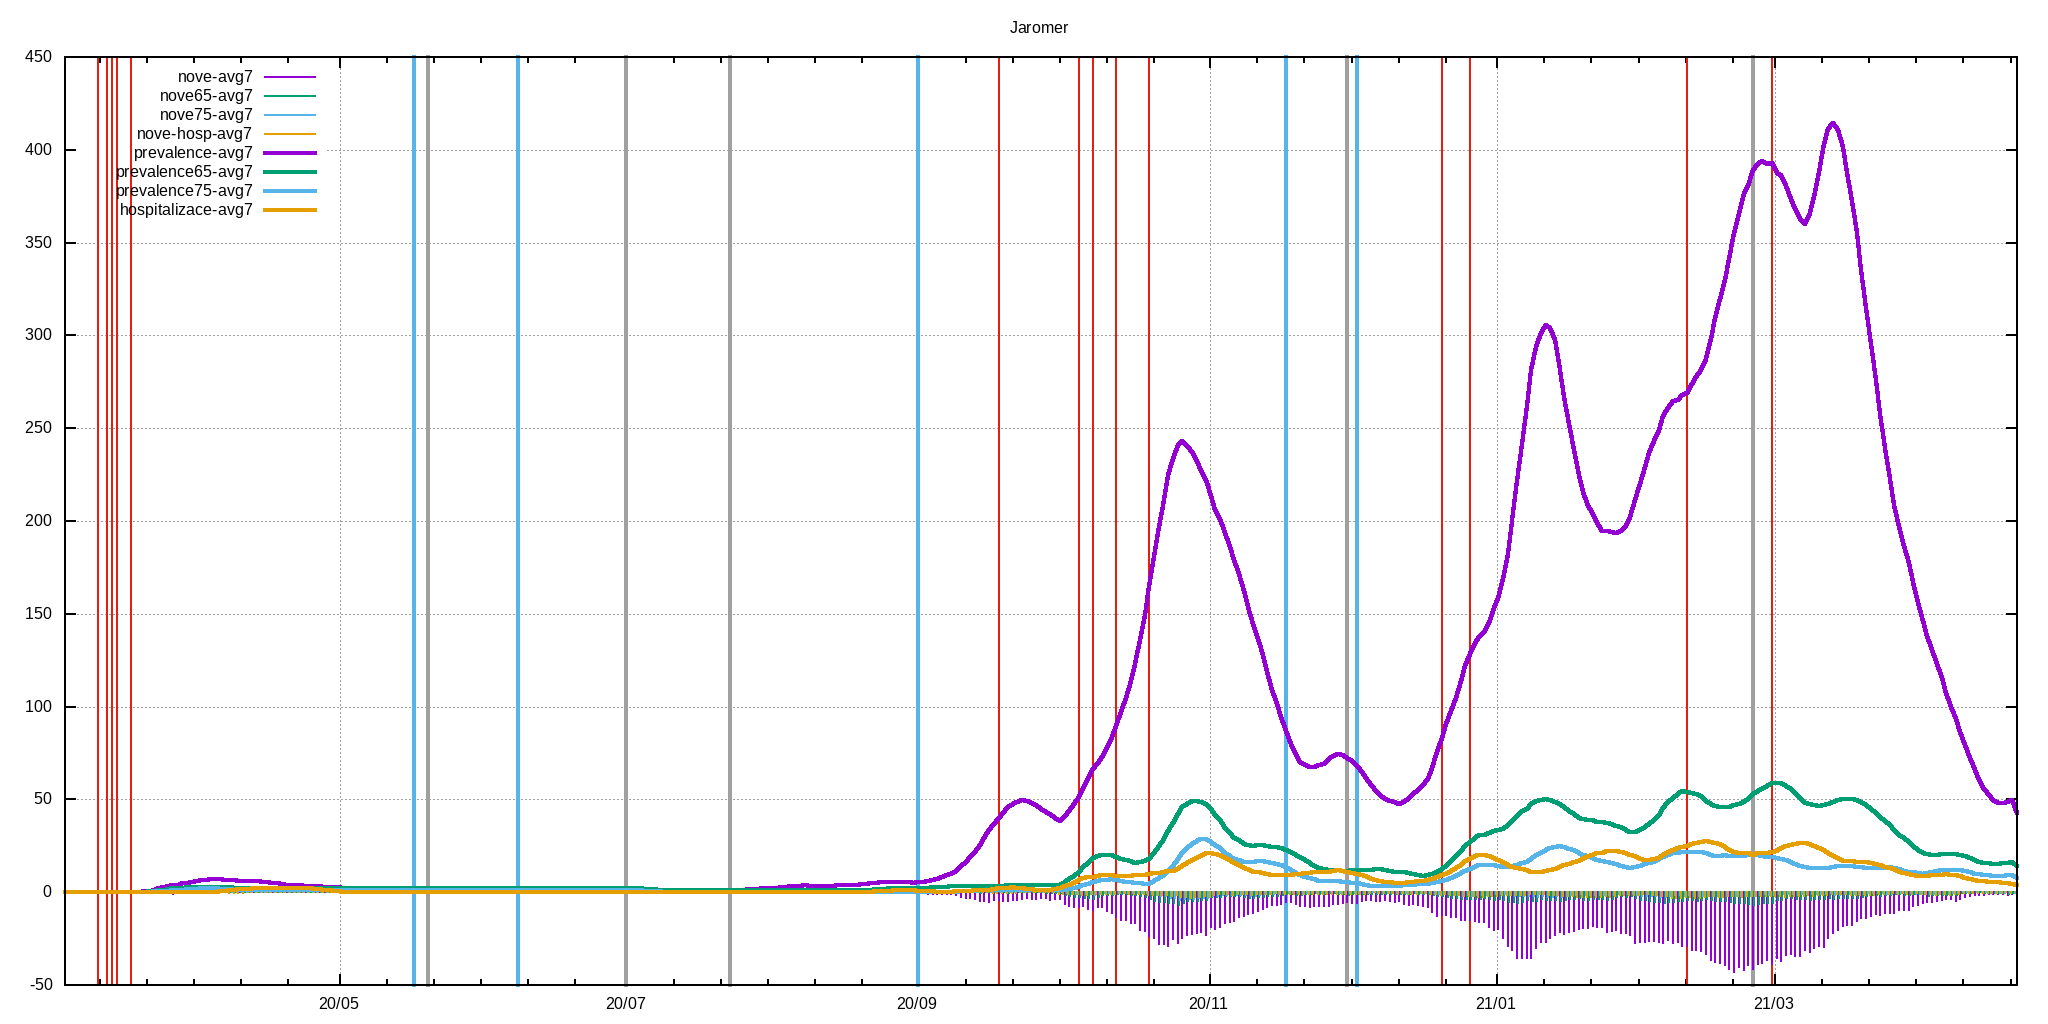 Jaromer
450
400
350
300
250
200
150
100
50
0
-50
nove-avg7
nove65-avg7
nove75-avg7
nove-hosp-avg7
prevalence-avg7
prevalence65-avg7
prevalence75-avg7
hospitalizace-avg7
20/05 20/07 20/09 20/11 21/01 21/03